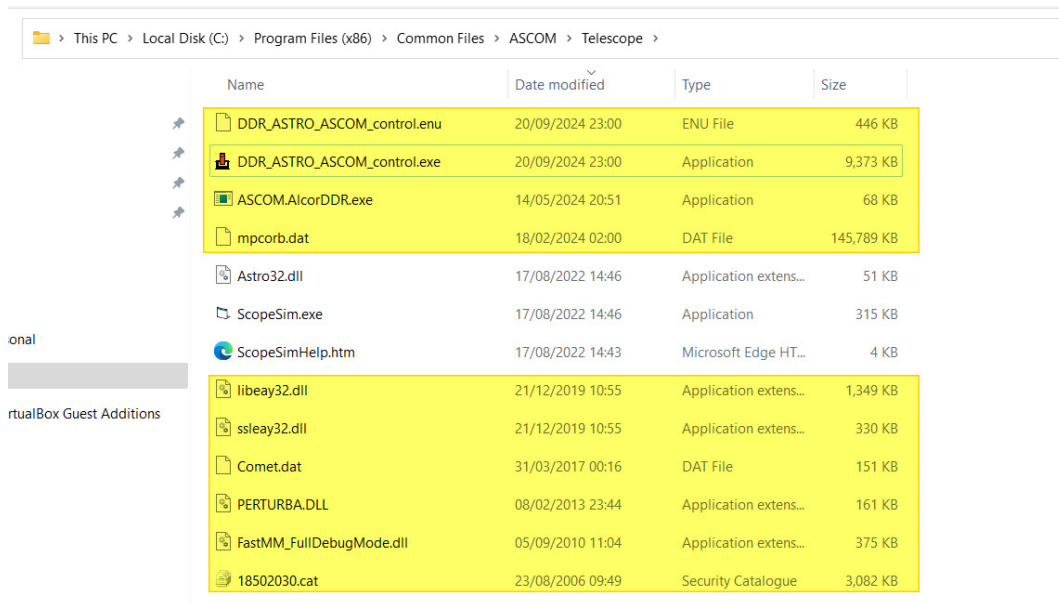 This PC > Local Disk (C:) > Program Files (x86) > Common Files > ASCOM > Telescope >
Name Date modified Type Size
DDR_ASTRO_ASCOM_control.enu 20/09/2024 23:00 ENU File 446 KB
DDR_ASTRO_ASCOM_control.exe 20/09/2024 23:00 Application 9,373 KB
ASCOM.AlcorDDR.exe 14/05/2024 20:51 Application 68 KB
mpcorb.dat 18/02/2024 02:00 DAT File 145,789 KB
Astro32.dll 17/08/2022 14:46 Application extens... 51 KB
ScopeSim.exe 17/08/2022 14:46 Application 315 KB
sonal
ScopeSimHelp.htm 17/08/2022 14:43 Microsoft Edge HT... 4 KB
libeay32.dll 21/12/2019 10:55 Application extens... 1,349 KB
rtualBox Guest Additions
ssleay32.dll 21/12/2019 10:55 Application extens... 330 KB
Comet.dat 31/03/2017 00:16 DAT File 151 KB
PERTURBA.DLL 08/02/2013 23:44 Application extens... 161 KB
FastMM_FullDebugMode.dll 05/09/2010 11:04 Application extens... 375 KB
18502030.cat 23/08/2006 09:49 Security Catalogue 3,082 KB